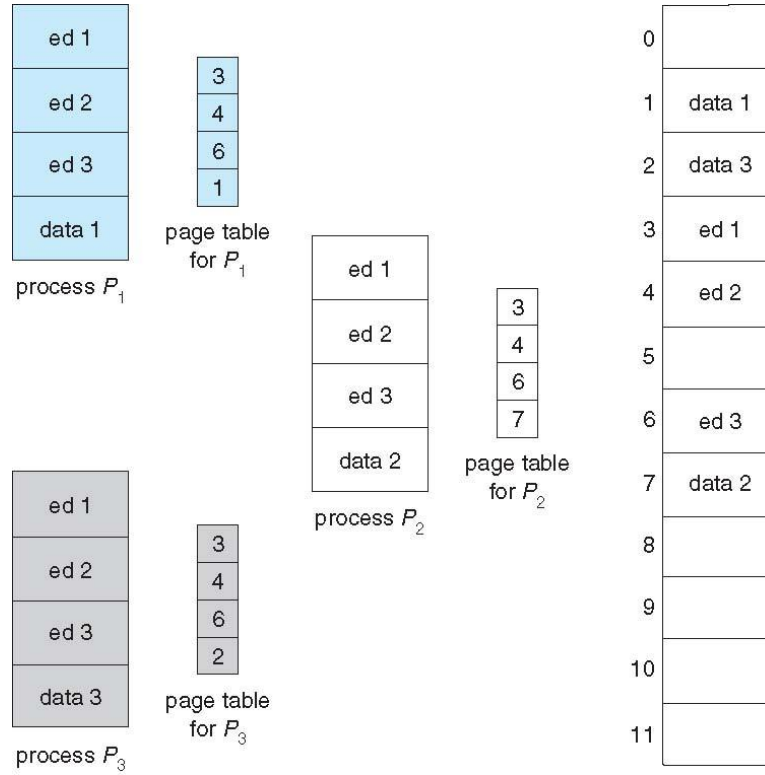 ed 1
ed 2
ed 3
data 1
process P1
3
4
6
1
page table
for P1
ed 1
ed 2
ed 3
data 2
process P2
3
4
6
7
page table
for P2
ed 1
ed 2
ed 3
data 3
process P3
3
4
6
2
page table
for P3
0
1 data 1
2 data 3
3 ed 1
4 ed 2
5
6 ed 3
7 data 2
8
9
10
11